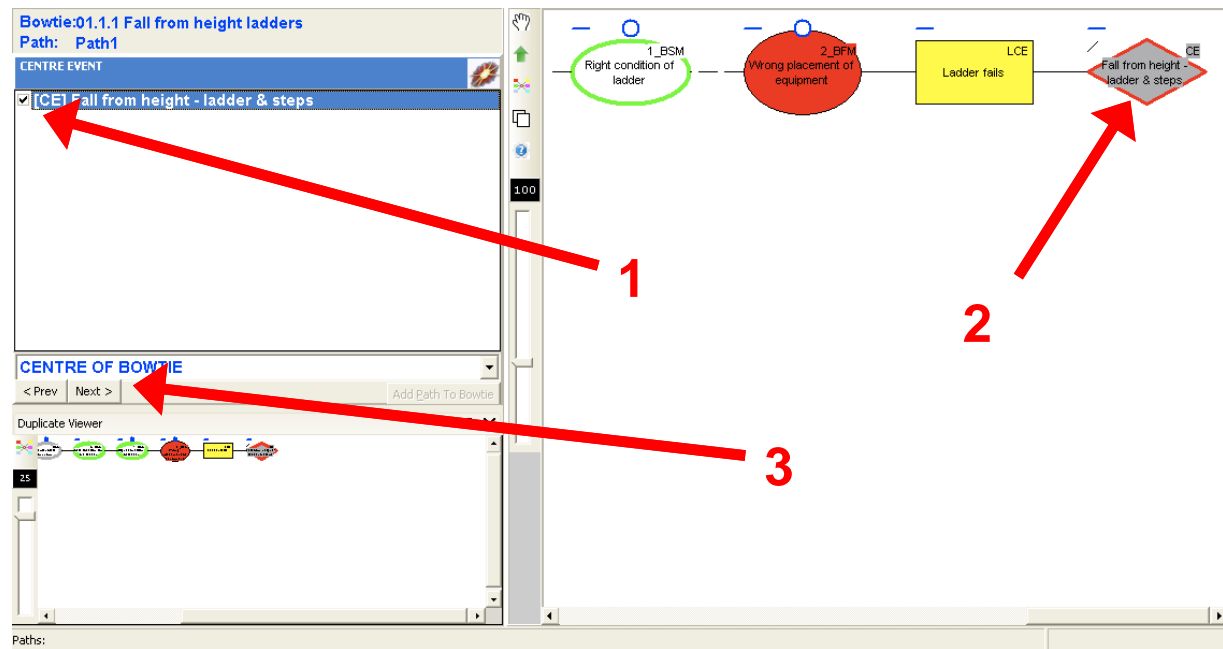 Bowtie:01.1.1 Fall from height ladders
Path: Path1
CENTRE EVENT
[CE] Fall from height - ladder & steps
CENTRE OF BOWTIE
< Prev
Next >
Add Path To Bowtie
Duplicate Viewer
25
Paths:
100
1_BSM
Right condition of
ladder
2_BFM
Wrong placement of
equipment
LCE
Ladder fails
CE
Fall from height -
ladder & steps
1
2
3